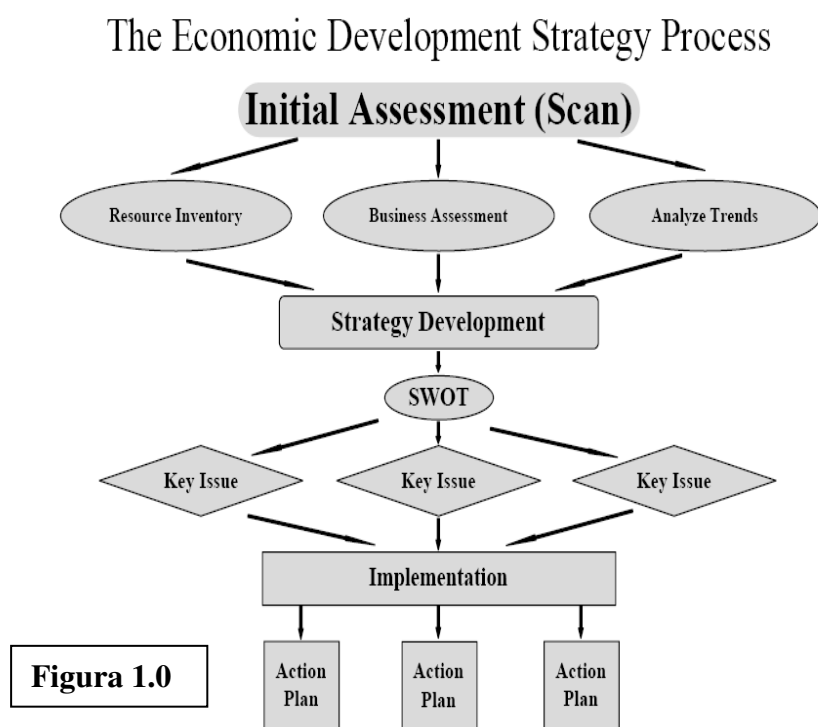 The Economic Development Strategy Process
Initial Assessment (Scan)
Resource Inventory
Business Assessment
Analyze Trends
Strategy Development
SWOT
Key Issue
Key Issue
Key Issue
Implementation
Action
Plan
Action
Plan
Action
Plan
Figura 1.0